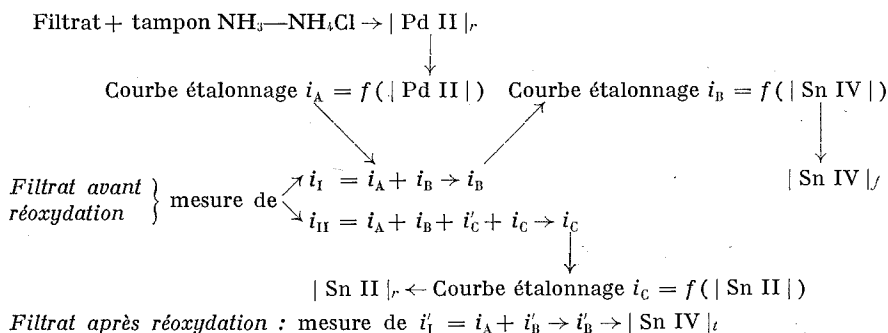 Filtrat + tampon NH₃—NH₄Cl → | Pd II |ᵣ
Courbe étalonnage i_A = f(| Pd II |) Courbe étalonnage i_B = f(| Sn IV |)
Filtrat avant réoxydation } mesure de
i_I = i_A + i_B → i_B
| Sn IV |_f
i_II = i_A + i_B + i'_C + i_C → i_C
| Sn II |ᵣ ← Courbe étalonnage i_C = f(| Sn II |)
Filtrat après réoxydation : mesure de i'_I = i_A + i'_B → i'_B → | Sn IV |_t